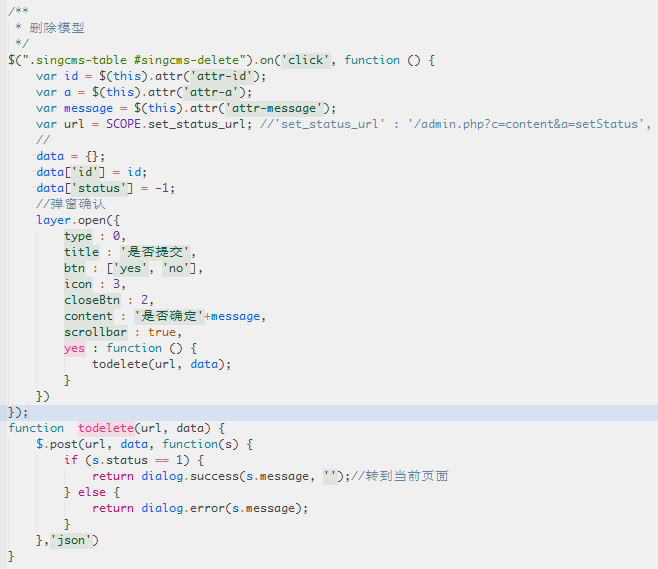 /**
 * 删除模型
 */
$(".singcms-table #singcms-delete").on('click', function () {
    var id = $(this).attr('attr-id');
    var a = $(this).attr('attr-a');
    var message = $(this).attr('attr-message');
    var url = SCOPE.set_status_url; //'set_status_url' : '/admin.php?c=content&a=setStatus',
    //
    data = {};
    data['id'] = id;
    data['status'] = -1;
    //弹窗确认
    layer.open({
        type : 0,
        title : '是否提交',
        btn : ['yes', 'no'],
        icon : 3,
        closeBtn : 2,
        content : '是否确定'+message,
        scrollbar : true,
        yes : function () {
            todelete(url, data);
        }
    })
});
function  todelete(url, data) {
    $.post(url, data, function(s) {
        if (s.status == 1) {
            return dialog.success(s.message, '');//转到当前页面
        } else {
            return dialog.error(s.message);
        }
    },'json')
}